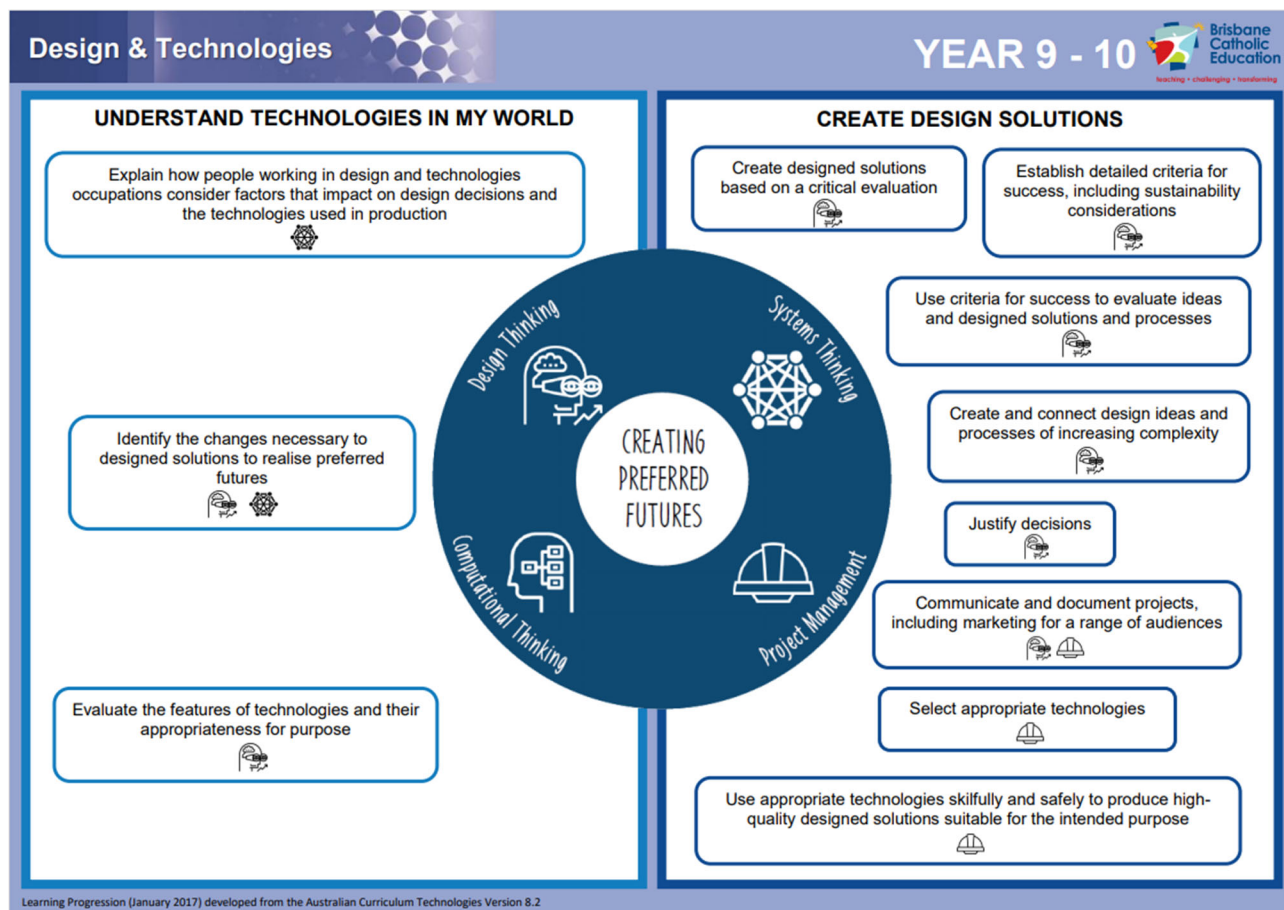 Design & Technologies
YEAR 9 - 10
Brisbane
Catholic
Education
teaching • challenging • transforming
UNDERSTAND TECHNOLOGIES IN MY WORLD
Explain how people working in design and technologies
occupations consider factors that impact on design decisions and
the technologies used in production
Identify the changes necessary to
designed solutions to realise preferred
futures
Evaluate the features of technologies and their
appropriateness for purpose
Design Thinking
Systems Thinking
CREATING
PREFERRED
FUTURES
Computational Thinking
Project Management
CREATE DESIGN SOLUTIONS
Create designed solutions
based on a critical evaluation
Establish detailed criteria for
success, including sustainability
considerations
Use criteria for success to evaluate ideas
and designed solutions and processes
Create and connect design ideas and
processes of increasing complexity
Justify decisions
Communicate and document projects,
including marketing for a range of audiences
Select appropriate technologies
Use appropriate technologies skilfully and safely to produce high-
quality designed solutions suitable for the intended purpose
Learning Progression (January 2017) developed from the Australian Curriculum Technologies Version 8.2